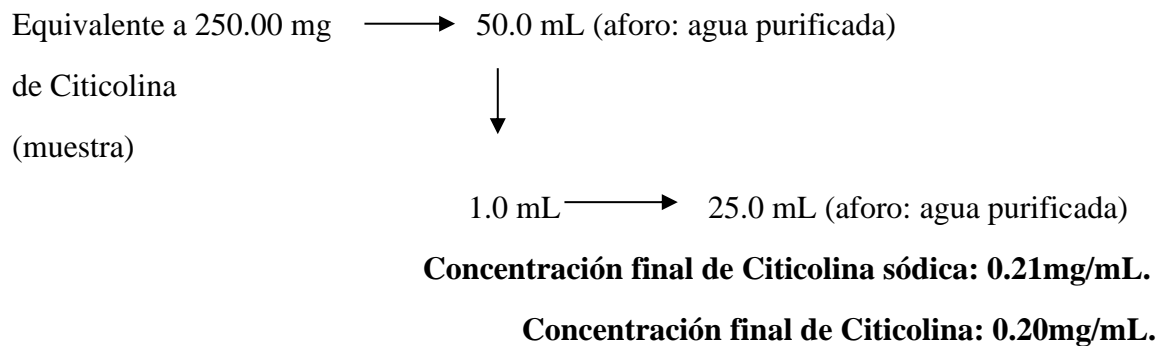 Equivalente a 250.00 mg 50.0 mL (aforo: agua purificada)
de Citicolina
(muestra)
1.0 mL 25.0 mL (aforo: agua purificada)
Concentración final de Citicolina sódica: 0.21mg/mL.
Concentración final de Citicolina: 0.20mg/mL.